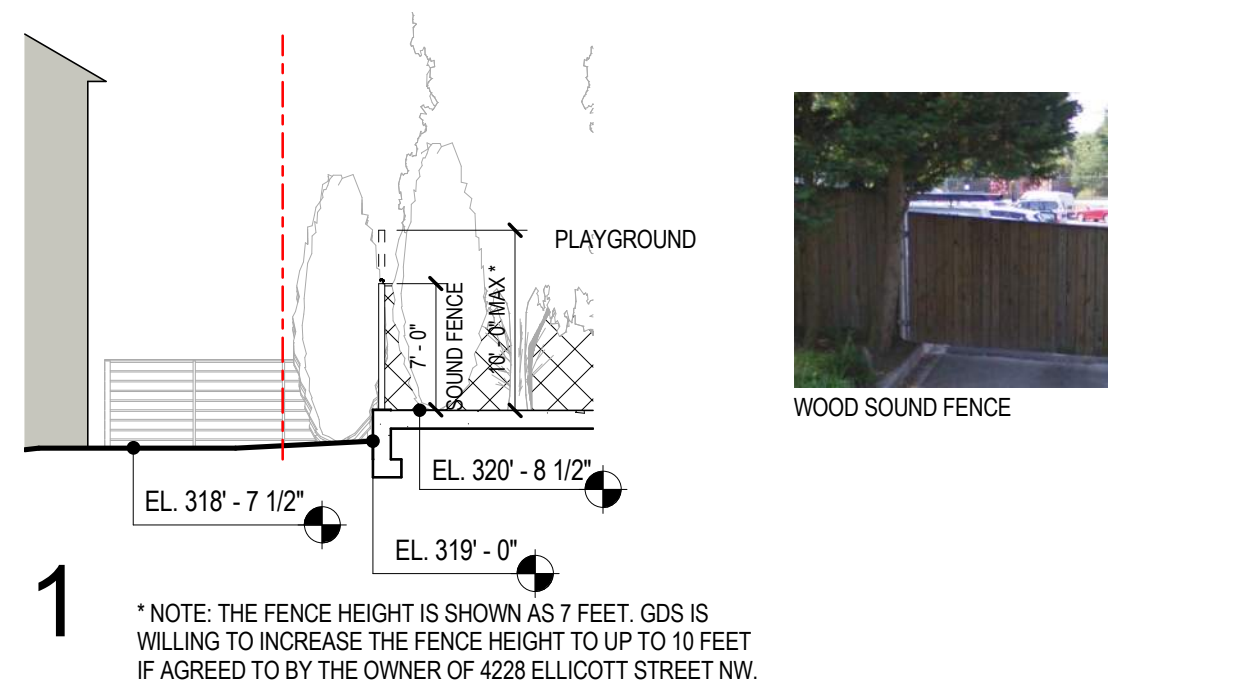 PLAYGROUND
7' - 0"
SOUND FENCE
10' - 0" MAX *
WOOD SOUND FENCE
EL. 320' - 8 1/2"
EL. 318' - 7 1/2"
EL. 319' - 0"
1
* NOTE: THE FENCE HEIGHT IS SHOWN AS 7 FEET. GDS IS
WILLING TO INCREASE THE FENCE HEIGHT TO UP TO 10 FEET
IF AGREED TO BY THE OWNER OF 4228 ELLICOTT STREET NW.